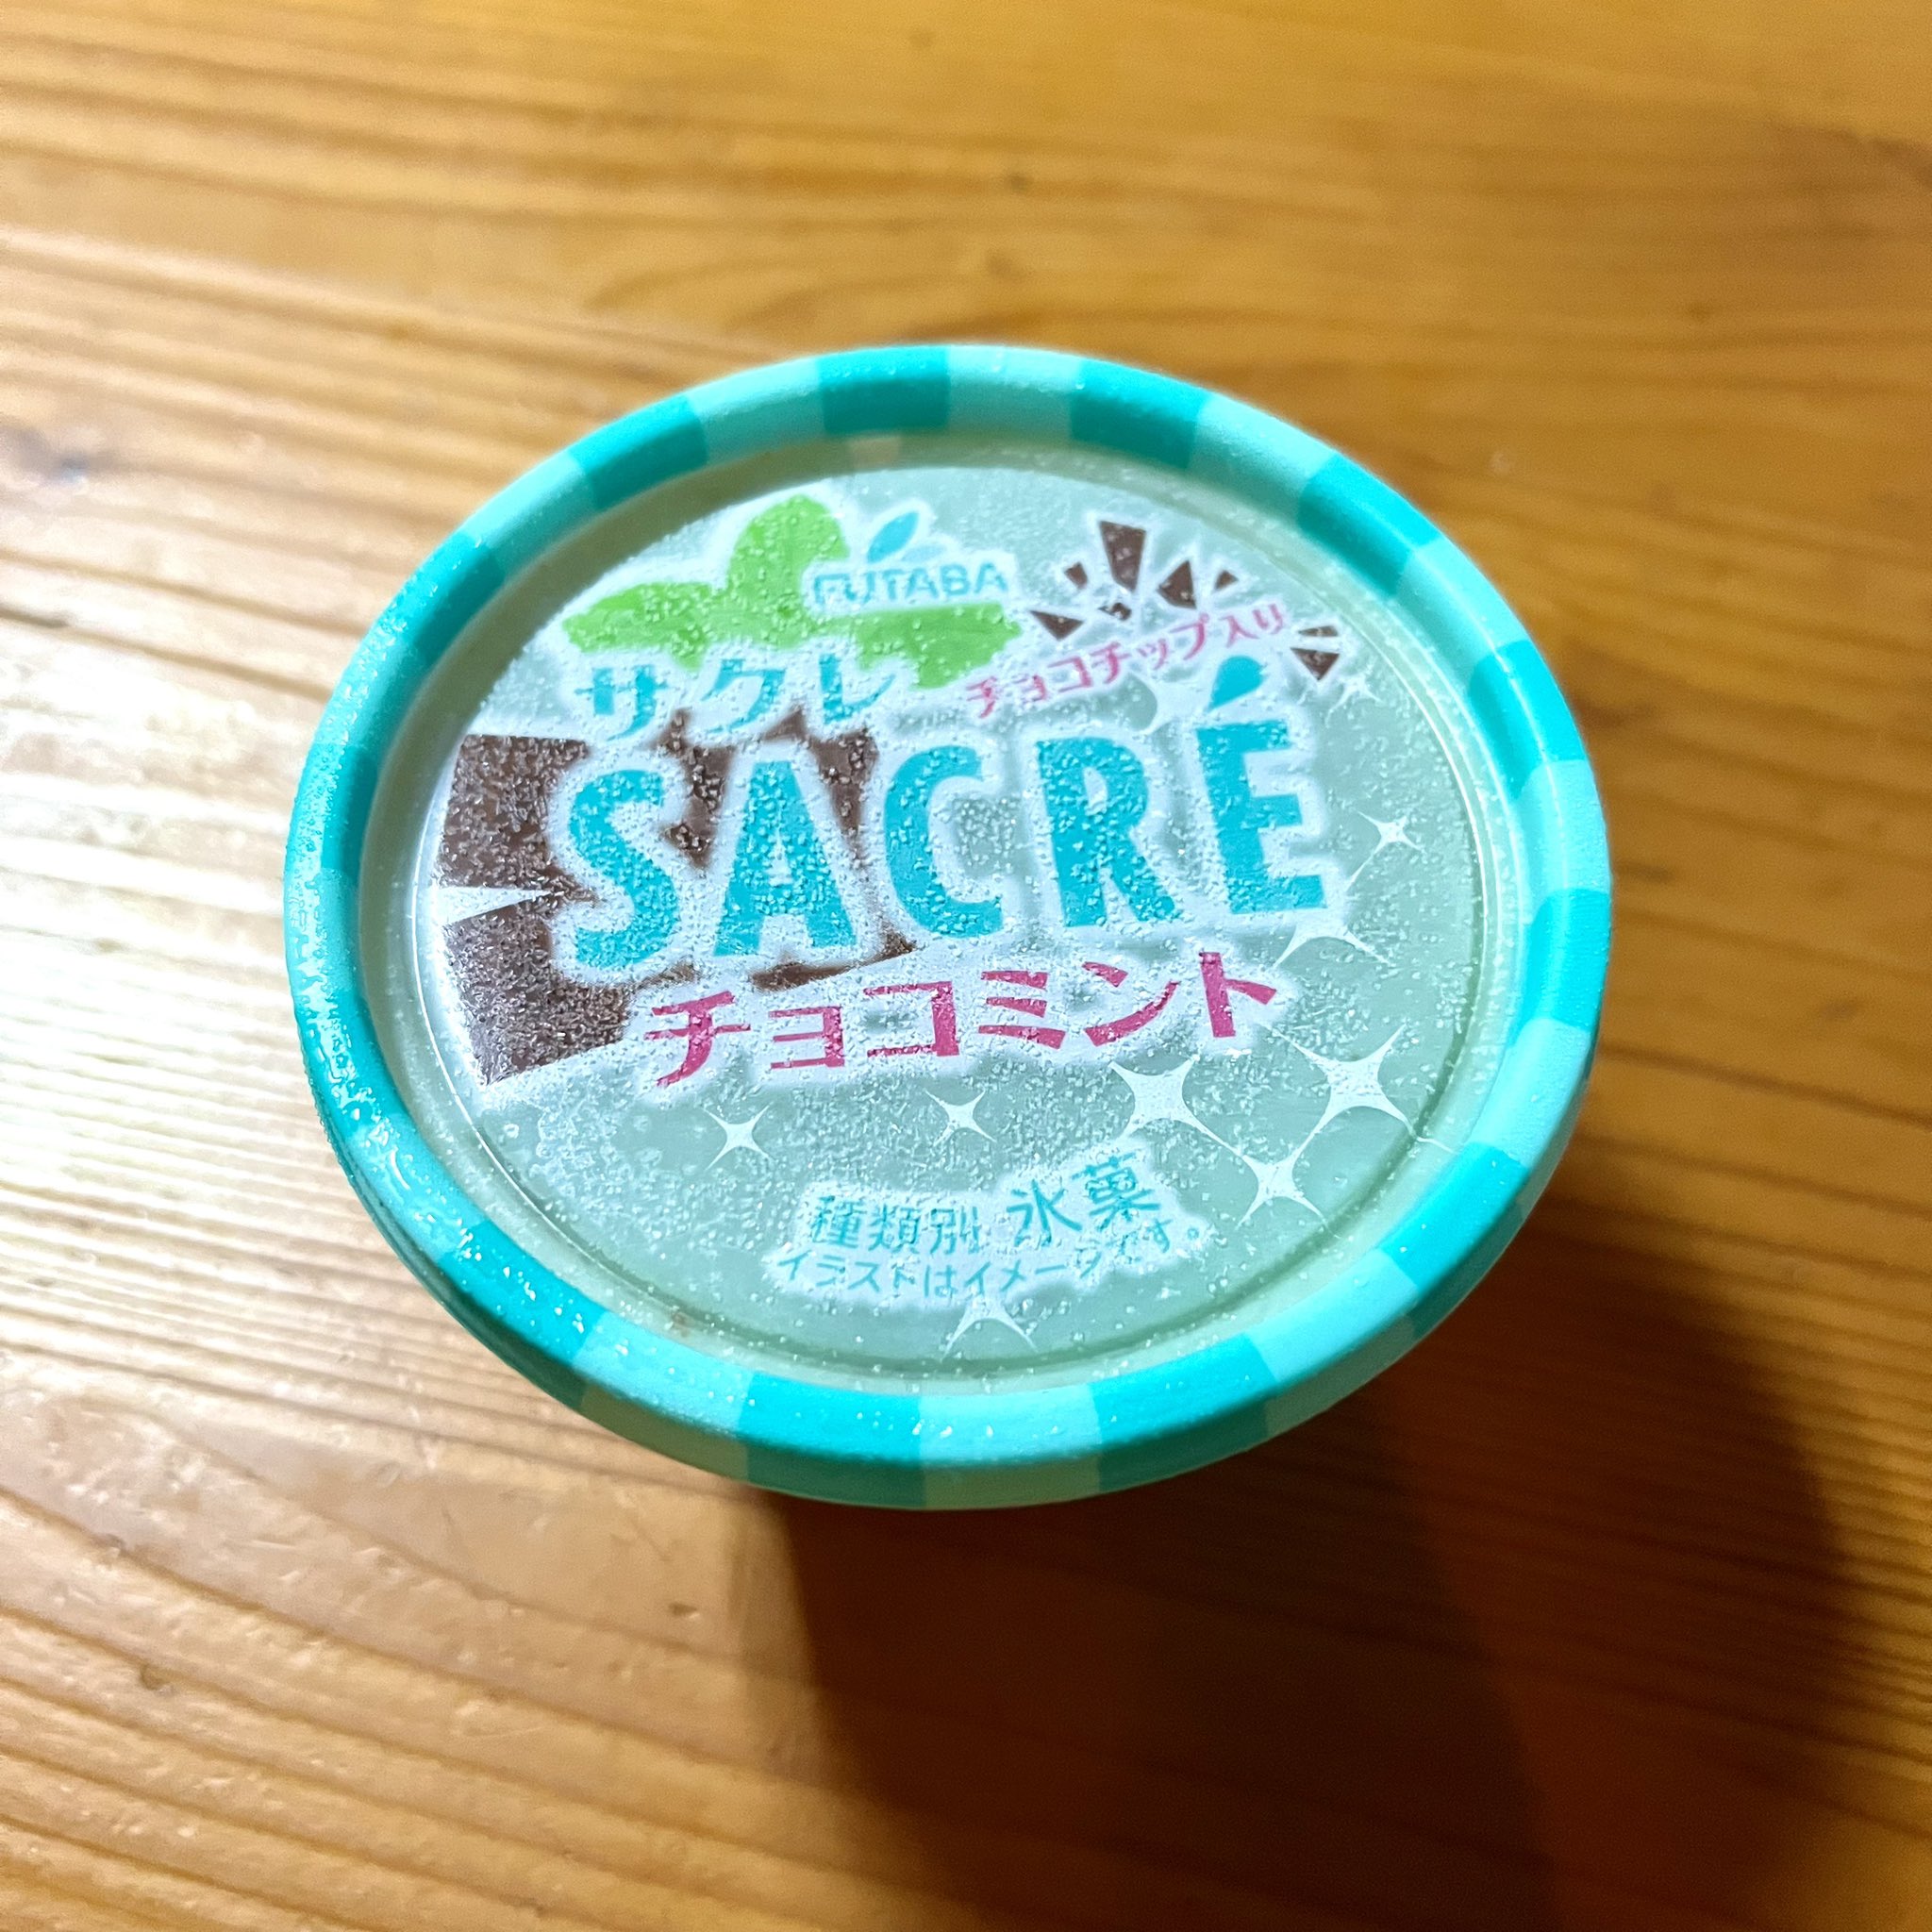 FUTABA
チョコチップ入り
サクレ
SACRÉ
チョコミント
種類別 氷菓
イラストはイメージです。